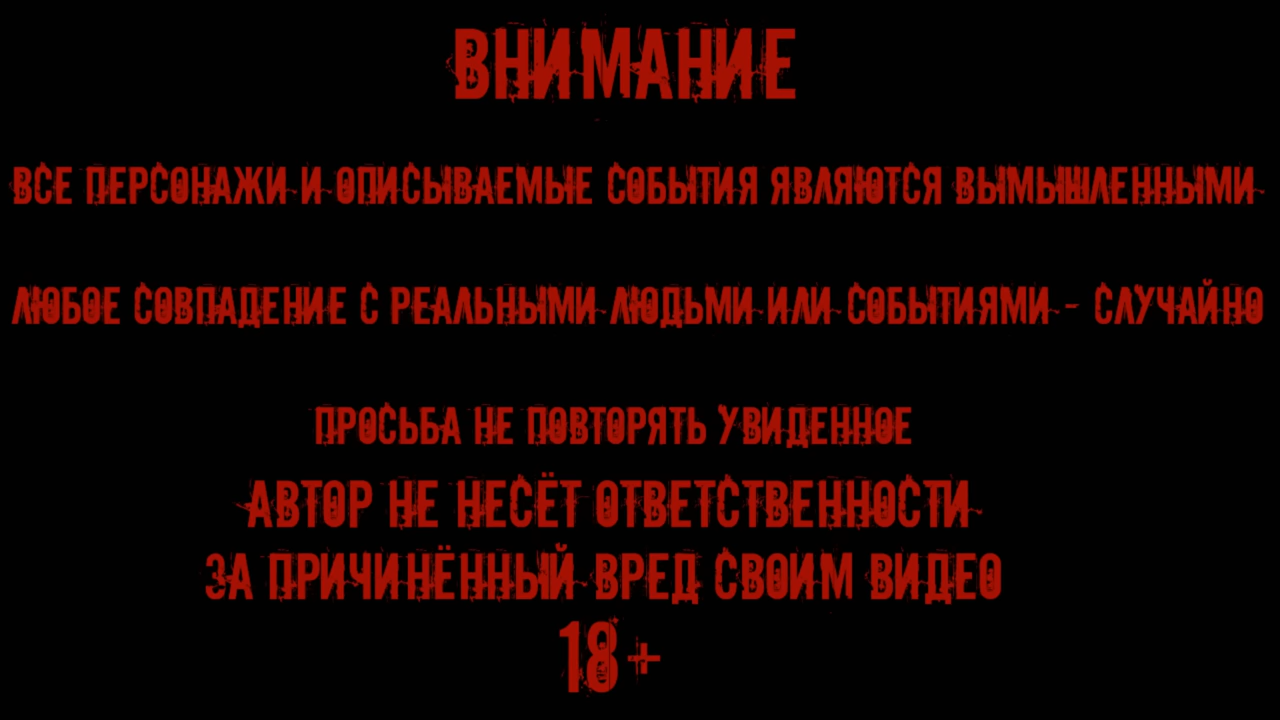 ВНИМАНИЕ
ВСЕ ПЕРСОНАЖИ И ОПИСЫВАЕМЫЕ СОБЫТИЯ ЯВЛЯЮТСЯ ВЫМЫШЛЕННЫМИ
ЛЮБОЕ СОВПАДЕНИЕ С РЕАЛЬНЫМИ ЛЮДЬМИ ИЛИ СОБЫТИЯМИ - СЛУЧАЙНО
ПРОСЬБА НЕ ПОВТОРЯТЬ УВИДЕННОЕ
АВТОР НЕ НЕСЁТ ОТВЕТСТВЕННОСТИ
ЗА ПРИЧИНЁННЫЙ ВРЕД СВОИМ ВИДЕО
18+